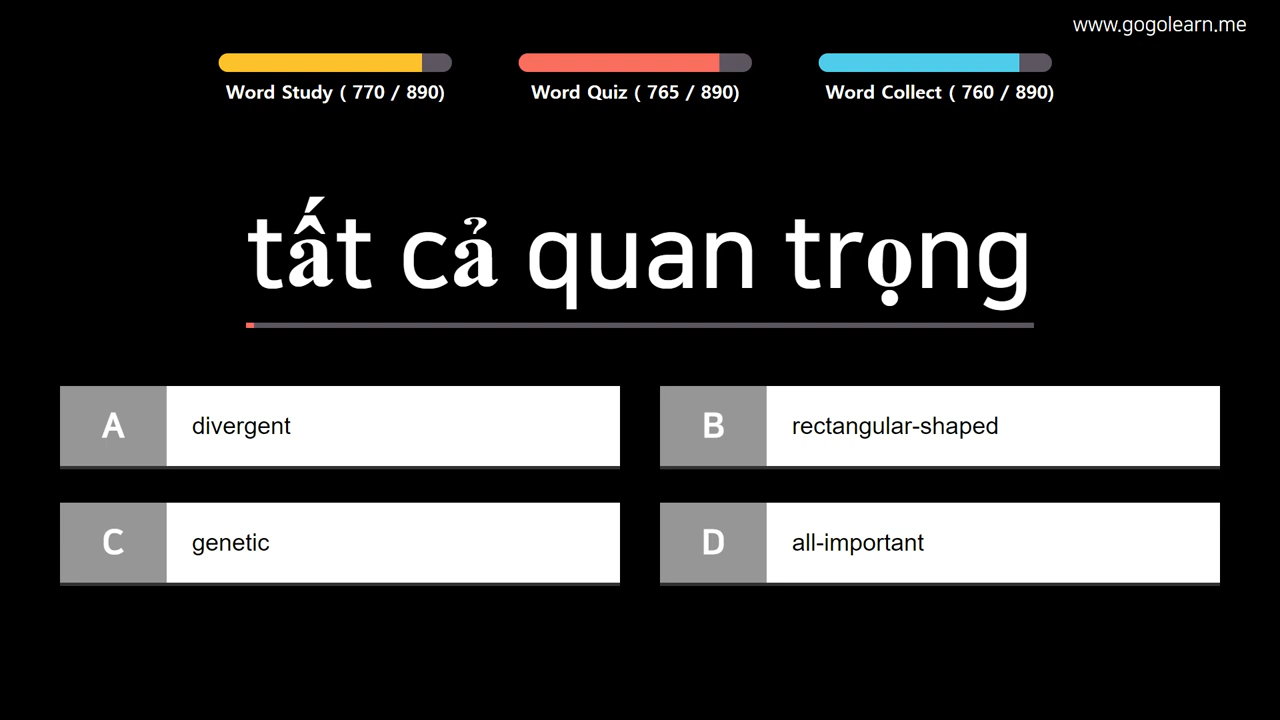 www.gogolearn.me
Word Study ( 770 / 890)
Word Quiz ( 765 / 890)
Word Collect ( 760 / 890)
tất cả quan trọng
A divergent
B rectangular-shaped
C genetic
D all-important